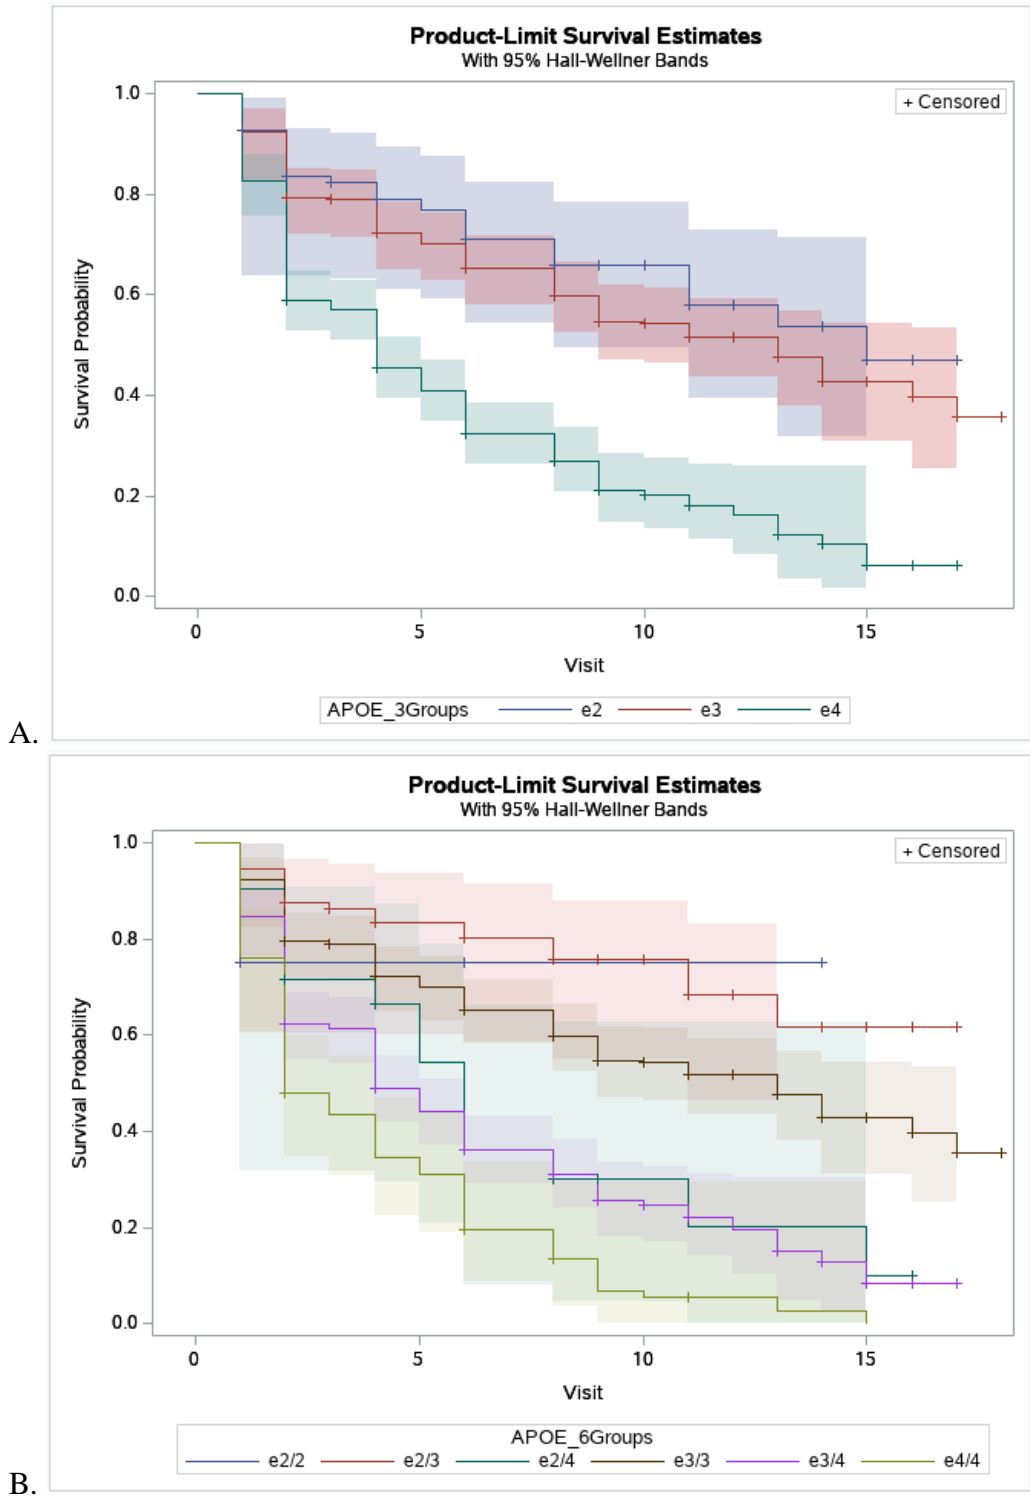 Product-Limit Survival Estimates
With 95% Hall-Wellner Bands
+ Censored
1.0
0.8
0.6
0.4
0.2
0.0
Survival Probability
0 5 10 15
Visit
APOE_3Groups e2 e3 e4
A.
Product-Limit Survival Estimates
With 95% Hall-Wellner Bands
+ Censored
1.0
0.8
0.6
0.4
0.2
0.0
Survival Probability
0 5 10 15
Visit
APOE_6Groups
e2/2 e2/3 e2/4 e3/3 e3/4 e4/4
B.